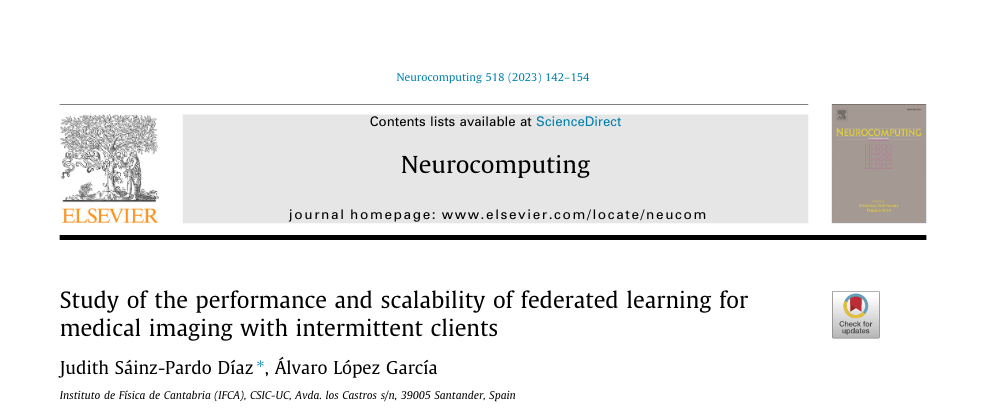 Neurocomputing 518 (2023) 142–154
Contents lists available at ScienceDirect
Neurocomputing
journal homepage: www.elsevier.com/locate/neucom
ELSEVIER
NEUROCOMPUTING
Study of the performance and scalability of federated learning for
medical imaging with intermittent clients
Check for
updates
Judith Sáinz-Pardo Díaz *, Álvaro López García
Instituto de Física de Cantabria (IFCA), CSIC-UC, Avda. los Castros s/n, 39005 Santander, Spain